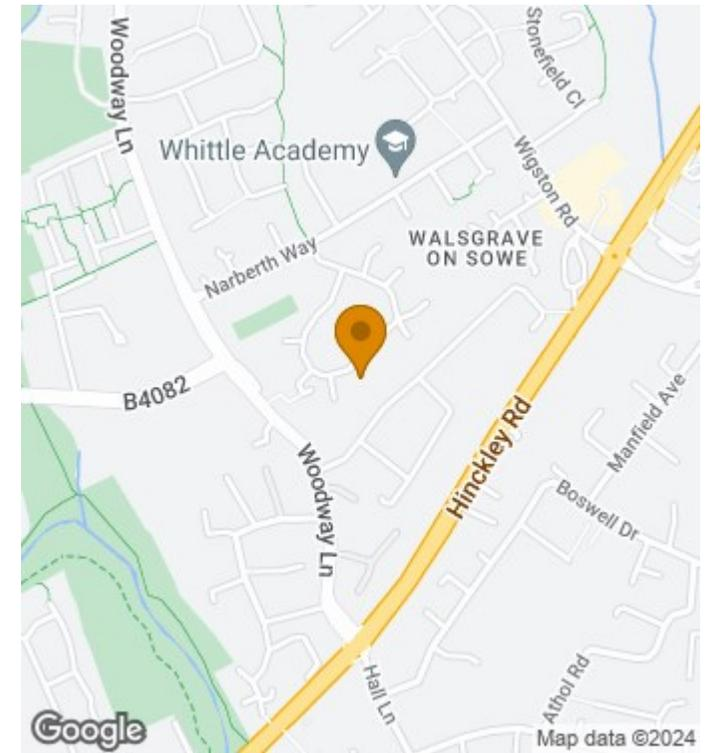 Woodway Ln
Stonefield Cl
Whittle Academy
Wigston Rd
WALSGRAVE
ON SOWE
Narberth Way
B4082
Manfield Ave
Hinckley Rd
Woodway Ln
Boswell Dr
Hall Ln
Athol Rd
Google
Map data ©2024